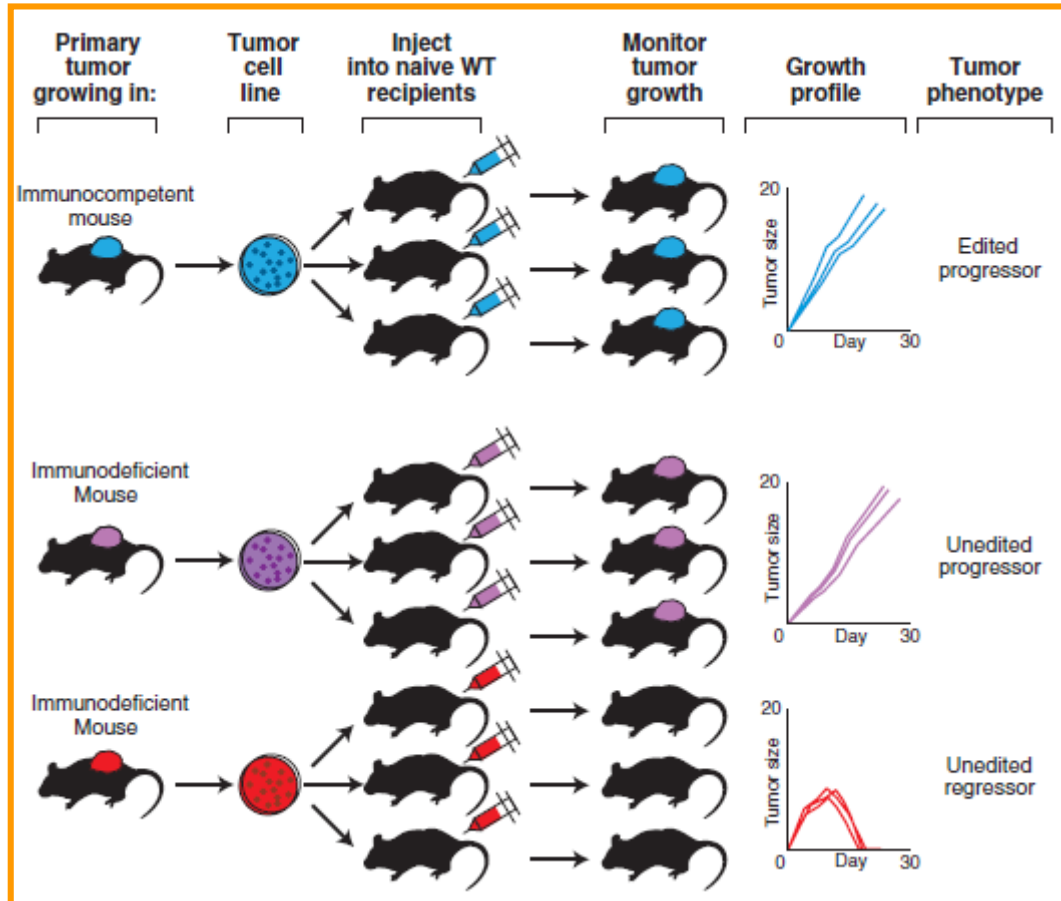 Primary
tumor
growing in:
Tumor
cell
line
Inject
into naive WT
recipients
Monitor
tumor
growth
Growth
profile
Tumor
phenotype
Immunocompetent
mouse
20
Tumor size
0
Day
30
Edited
progressor
Immunodeficient
Mouse
20
Tumor size
0
Day
30
Unedited
progressor
Immunodeficient
Mouse
20
Tumor size
0
Day
30
Unedited
regressor